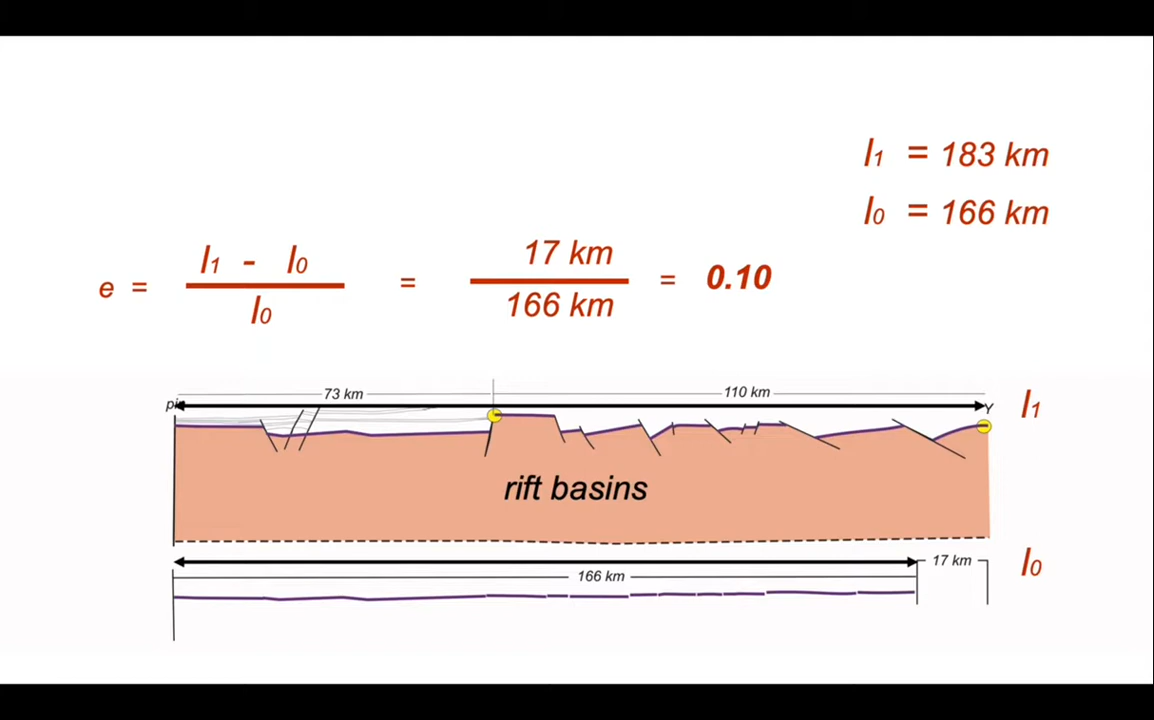 l1 = 183 km
l0 = 166 km
e = l1 - l0 / l0 = 17 km / 166 km = 0.10
73 km
110 km
l1
Y
rift basins
l0
17 km
166 km